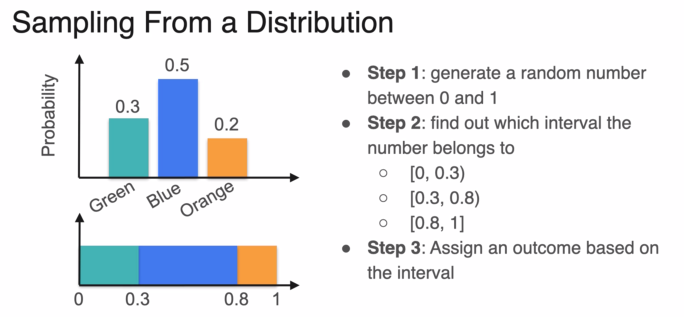 Sampling From a Distribution
Probability
0.3
0.5
0.2
Green
Blue
Orange
0
0.3
0.8
1
● Step 1: generate a random number
between 0 and 1
● Step 2: find out which interval the
number belongs to
○ [0, 0.3)
○ [0.3, 0.8)
○ [0.8, 1]
● Step 3: Assign an outcome based on
the interval